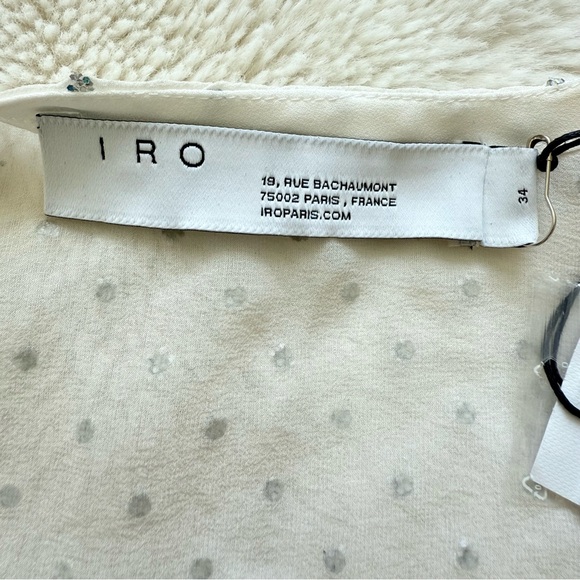 IRO
19, RUE BACHAUMONT
75002 PARIS , FRANCE
IROPARIS.COM
34